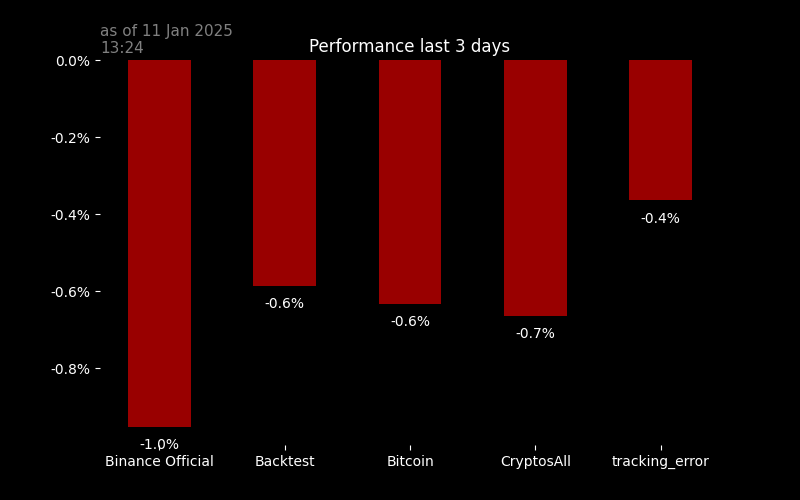 as of 11 Jan 2025
13:24
Performance last 3 days
0.0%
-0.2%
-0.4%
-0.6%
-0.8%
-1.0%
-0.6%
-0.6%
-0.7%
-0.4%
Binance Official
Backtest
Bitcoin
CryptosAll
tracking_error